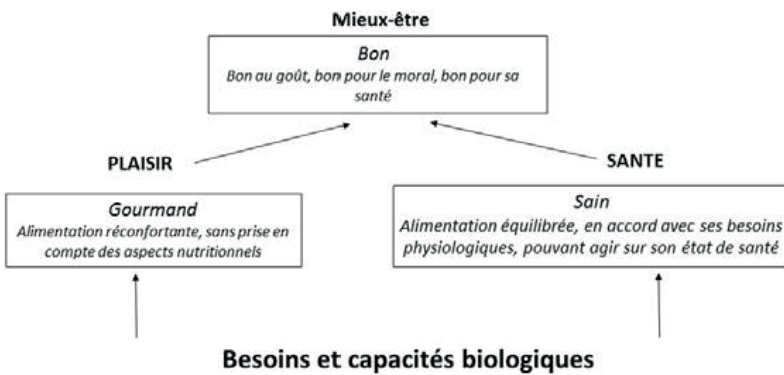 Mieux-être
Bon
Bon au goût, bon pour le moral, bon pour sa
santé
PLAISIR
SANTE
Gourmand
Alimentation réconfortante, sans prise en
compte des aspects nutritionnels
Sain
Alimentation équilibrée, en accord avec ses besoins
physiologiques, pouvant agir sur son état de santé
Besoins et capacités biologiques